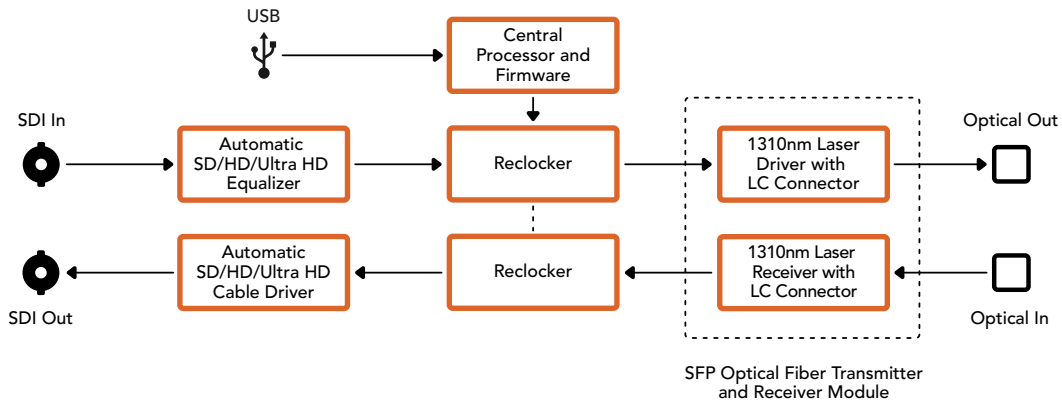 USB
Central
Processor and
Firmware
SDI In
Automatic
SD/HD/Ultra HD
Equalizer
Reclocker
1310nm Laser
Driver with
LC Connector
Optical Out
SDI Out
Automatic
SD/HD/Ultra HD
Cable Driver
Reclocker
1310nm Laser
Receiver with
LC Connector
Optical In
SFP Optical Fiber Transmitter
and Receiver Module